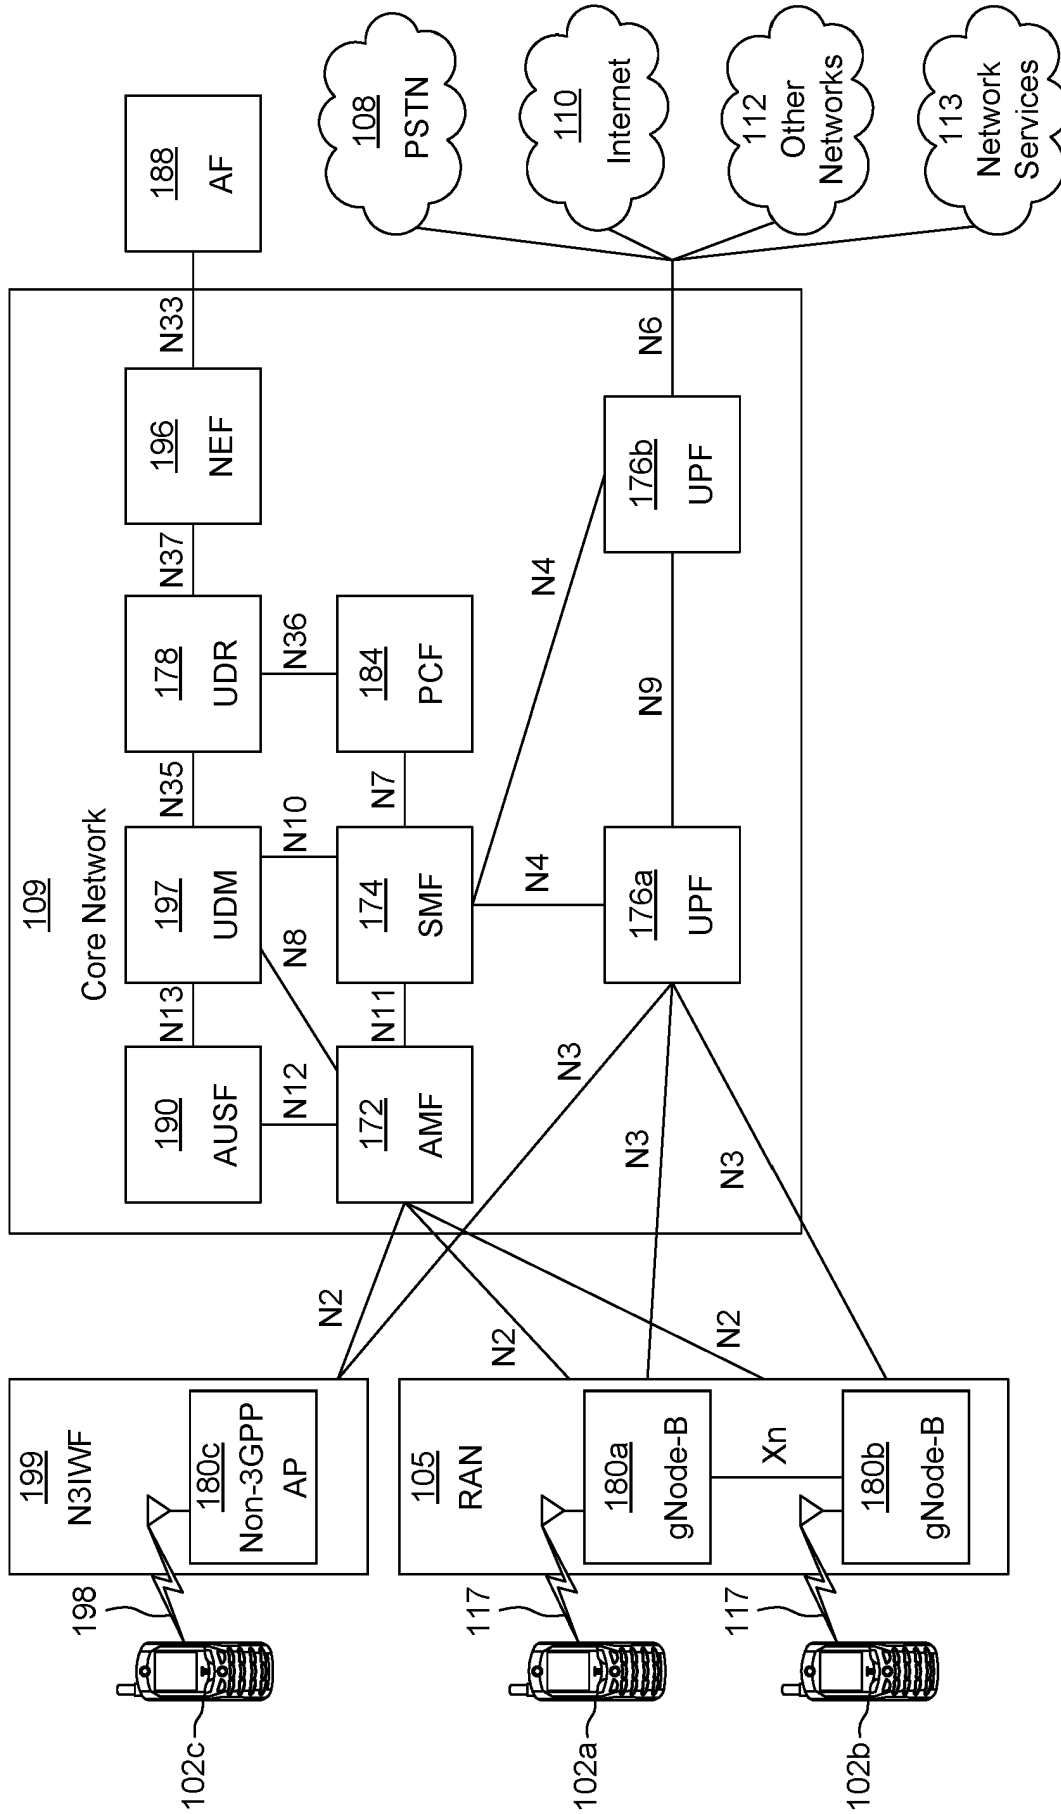 109
Core Network
199
N3IWF
198
180c
Non-3GPP
AP
102c
N2
N3
105
RAN
117
180a
gNode-B
102a
N2
N3
Xn
117
180b
gNode-B
102b
N2
N3
190
AUSF
N13
197
UDM
N35
178
UDR
N37
196
NEF
N33
188
AF
N12
N8
N10
N36
172
AMF
N11
174
SMF
N7
184
PCF
N4
N4
176a
UPF
N9
176b
UPF
N6
108
PSTN
110
Internet
112
Other
Networks
113
Network
Services